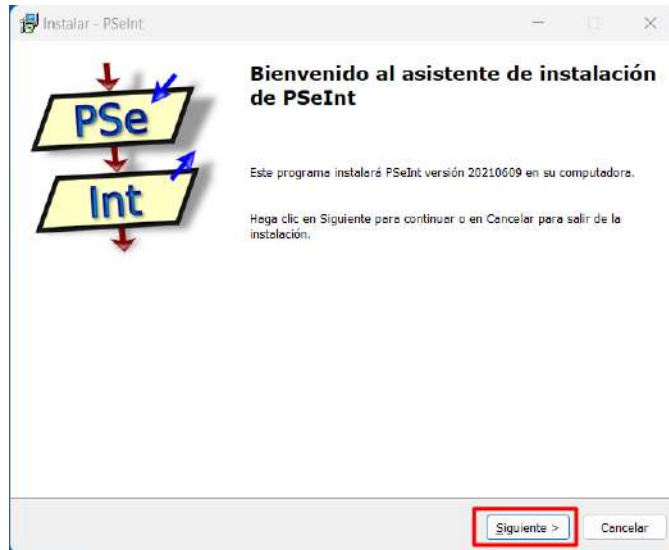 Instalar - PSeInt
PSe
Int
Bienvenido al asistente de instalación
de PSeInt
Este programa instalará PSeInt versión 20210609 en su computadora.
Haga clic en Siguiente para continuar o en Cancelar para salir de la
instalación.
Siguiente >
Cancelar